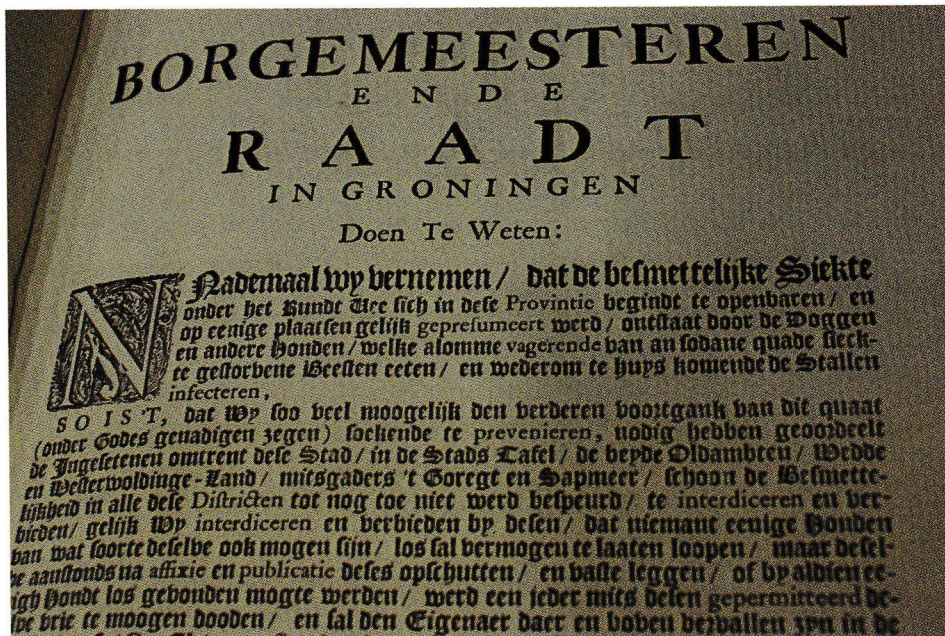 BORGEMEESTEREN
ENDE
RAADT
IN GRONINGEN
Doen Te Weten:
NNademaal wy vernemen / dat de besmettelijke Siekte
onder het Rundt Vee sich in dese Provintie begindt te openbaren / en
op eenige plaatsen gelijk gepresumeert werd / ontstaat door de Doggen
en andere Honden / welke alomme vagerende van an sodane quade sieck-
te gestorbene Beesten eeten / en wederom te huys komende de Stallen
infecteren,
SO IS'T, dat Wy soo veel moogelijk den verderen voortgank van dit quaat
(onder Godes genadigen zegen) soekende te prevenieren, nodig hebben geoordeelt
de Ingesetenen omtrent dese Stad / in de Stads Tafel / de beyde Oldambten / Wedde
en Westerwoldinge-Land / mitsgaders 't Goregt en Sapmeer / schoon de Besmette-
lijkheid in alle dese Districten tot nog toe niet werd bespeurd / te interdiceren en ver-
bieden / gelijk Wy interdiceren en verbieden by desen / dat niemant eenige Honden
van wat soorte deselve ook mogen sijn / los sal vermogen te laaten loopen / maar desel-
ve aanstonds na affixie en publicatie deses opschutten / en vaste leggen / of by aldien ee-
nigh Hondt los gevonden mogte werden / werd een jeder mits desen gepermitteerd de-
selve vrie te moogen dooden / en sal den Eigenaer daer en boven vervallen zyn in de